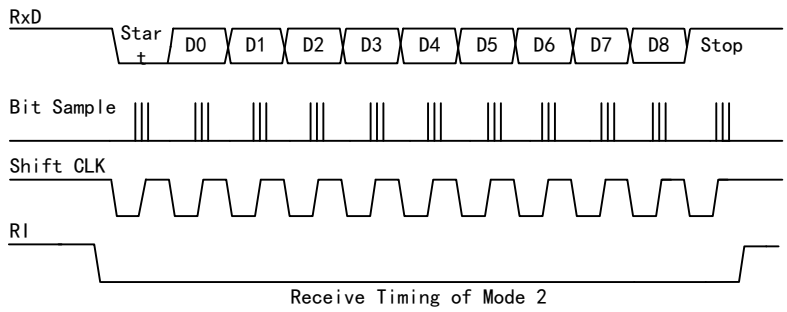 RxD
Star
t
D0 D1 D2 D3 D4 D5 D6 D7 D8 Stop
Bit Sample
Shift CLK
RI
Receive Timing of Mode 2